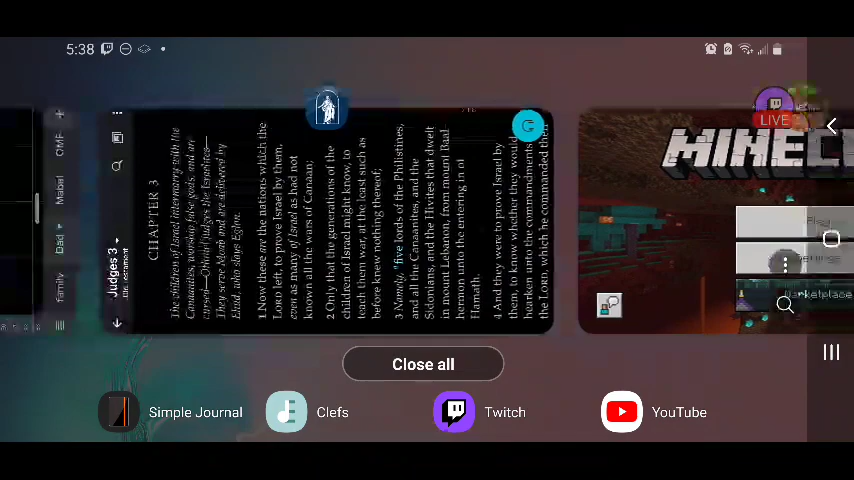 5:38
CMF
Mabal
Dad
family
Judges 3
Old Testament
CHAPTER 3
The children of Israel intermarry with the
Canaanites, worship false gods, and are
cursed—Othniel judges the Israelites—
They serve Moab and are delivered by
Ehud, who slays Eglon.
1 Now these are the nations which the
LORD left, to prove Israel by them,
even as many of Israel as had not
known all the wars of Canaan;
2 Only that the generations of the
children of Israel might know, to
teach them war, at the least such as
before knew nothing thereof;
3 Namely, five lords of the Philistines,
and all the Canaanites, and the
Sidonians, and the Hivites that dwelt
in mount Lebanon, from mount Baal-
hermon unto the entering in of
Hamath.
4 And they were to prove Israel by
them, to know whether they would
hearken unto the commandments
the LORD, which he commanded their
LIVE
MINEC
Play
Settings
Marketplace
Close all
Simple Journal
Clefs
Twitch
YouTube